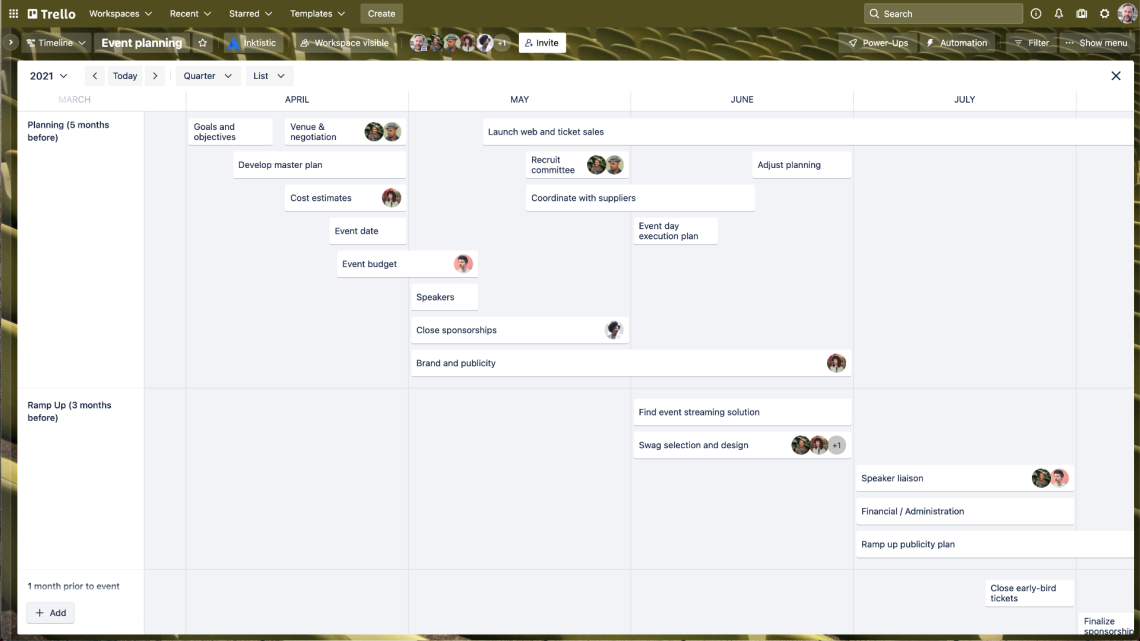 Trello
Workspaces
Recent
Starred
Templates
Create
Search
Timeline
Event planning
Inktistic
Workspace visible
+1
Invite
Power-Ups
Automation
Filter
Show menu
2021
Today
Quarter
List
MARCH
APRIL
MAY
JUNE
JULY
Planning (5 months
before)
Goals and
objectives
Venue &
negotiation
Launch web and ticket sales
Develop master plan
Recruit
committee
Adjust planning
Cost estimates
Coordinate with suppliers
Event date
Event day
execution plan
Event budget
Speakers
Close sponsorships
Brand and publicity
Ramp Up (3 months
before)
Find event streaming solution
Swag selection and design
+1
Speaker liaison
Financial / Administration
Ramp up publicity plan
1 month prior to event
Close early-bird
tickets
Add
Finalize
sponsorship